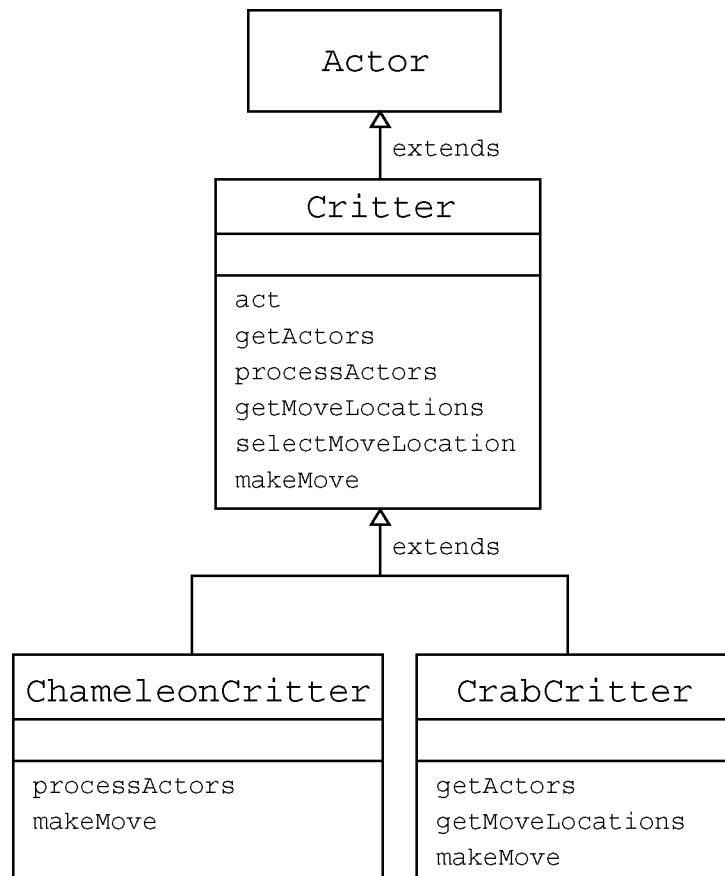 Actor
extends
Critter
act
getActors
processActors
getMoveLocations
selectMoveLocation
makeMove
extends
ChameleonCritter
processActors
makeMove
CrabCritter
getActors
getMoveLocations
makeMove